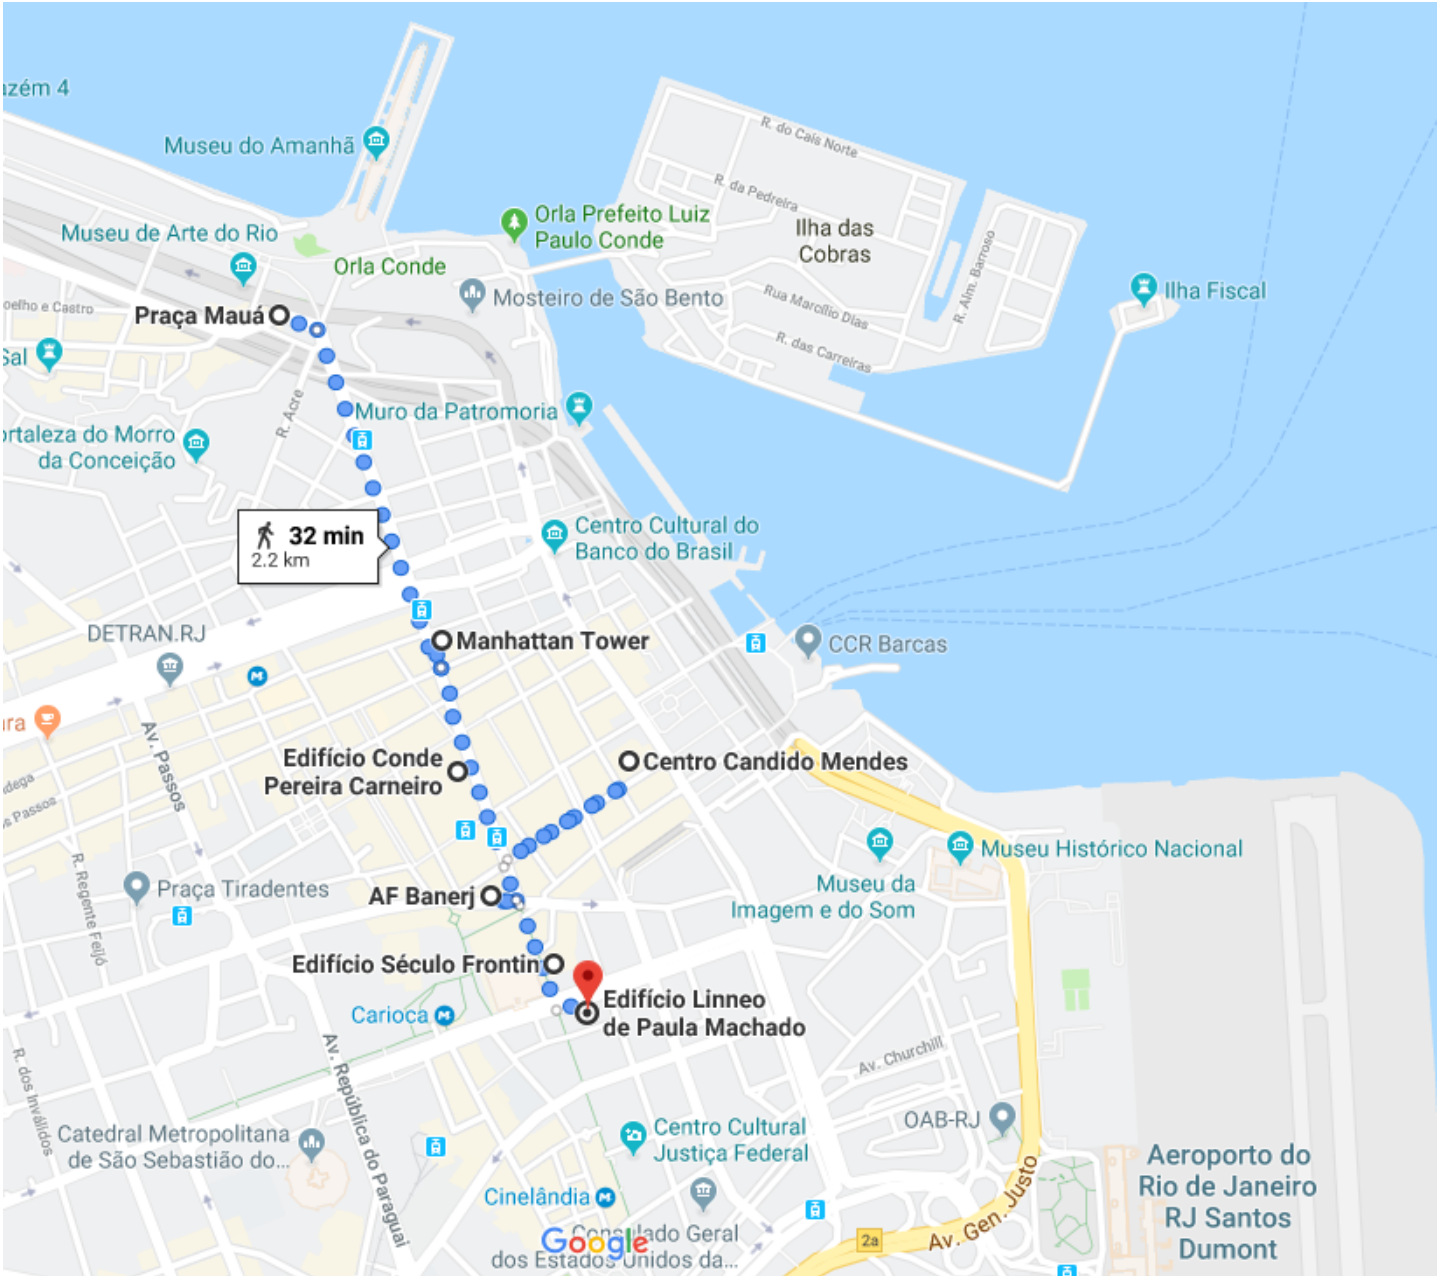 azém 4
R. do Cais Norte
Museu do Amanhã
R. da Pedreira
Orla Prefeito Luiz
Paulo Conde
Ilha das
Cobras
R. Alm. Barroso
Museu de Arte do Rio
Orla Conde
Mosteiro de São Bento
Rua Marcílio Dias
Ilha Fiscal
oelho e Castro
Praça Mauá
R. das Carreiras
Sal
R. Acre
Muro da Patromoria
ortaleza do Morro
da Conceição
32 min
2.2 km
Centro Cultural do
Banco do Brasil
DETRAN.RJ
Manhattan Tower
CCR Barcas
M
ara
Av. Passos
Edifício Conde
Pereira Carneiro
Centro Candido Mendes
ndega
os Passos
R. Regente Feijó
Praça Tiradentes
AF Banerj
Museu da
Imagem e do Som
Museu Histórico Nacional
Edifício Século Frontin
Edifício Linneo
de Paula Machado
Carioca M
R. dos Inválidos
Av. República do Paraguai
Av. Churchill
OAB-RJ
Catedral Metropolitana
de São Sebastião do...
Centro Cultural
Justiça Federal
Cinelândia M
Consulado Geral
dos Estados Unidos da...
Google
2a
Av. Gen. Justo
Aeroporto do
Rio de Janeiro
RJ Santos
Dumont